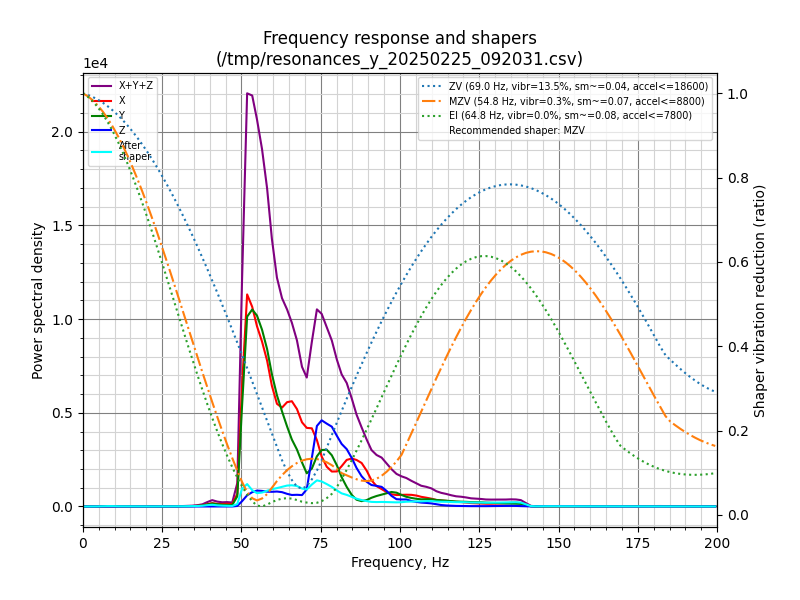 Frequency response and shapers
(/tmp/resonances_y_20250225_092031.csv)
1e4
X+Y+Z
X
Y
Z
After
shaper
ZV (69.0 Hz, vibr=13.5%, sm~=0.04, accel<=18600)
MZV (54.8 Hz, vibr=0.3%, sm~=0.07, accel<=8800)
EI (64.8 Hz, vibr=0.0%, sm~=0.08, accel<=7800)
Recommended shaper: MZV
Power spectral density
2.0
1.5
1.0
0.5
0.0
1.0
0.8
0.6
0.4
0.2
0.0
Shaper vibration reduction (ratio)
0 25 50 75 100 125 150 175 200
Frequency, Hz